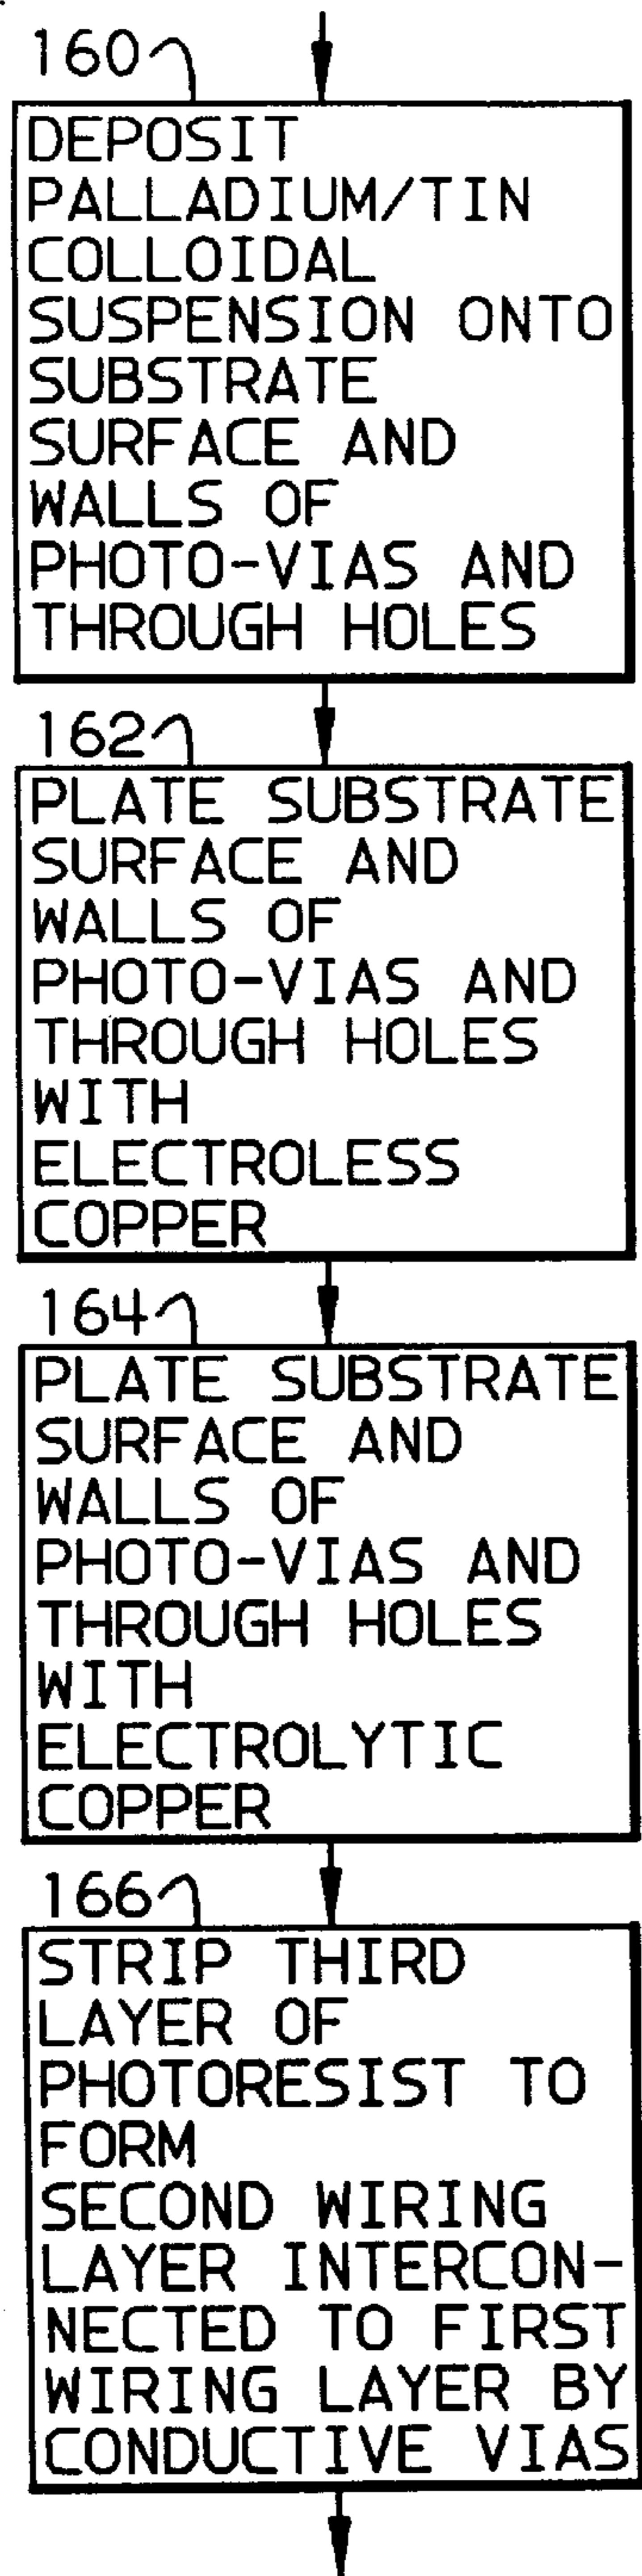 160
DEPOSIT
PALLADIUM/TIN
COLLOIDAL
SUSPENSION ONTO
SUBSTRATE
SURFACE AND
WALLS OF
PHOTO-VIAS AND
THROUGH HOLES
162
PLATE SUBSTRATE
SURFACE AND
WALLS OF
PHOTO-VIAS AND
THROUGH HOLES
WITH
ELECTROLESS
COPPER
164
PLATE SUBSTRATE
SURFACE AND
WALLS OF
PHOTO-VIAS AND
THROUGH HOLES
WITH
ELECTROLYTIC
COPPER
166
STRIP THIRD
LAYER OF
PHOTORESIST TO
FORM
SECOND WIRING
LAYER INTERCON-
NECTED TO FIRST
WIRING LAYER BY
CONDUCTIVE VIAS